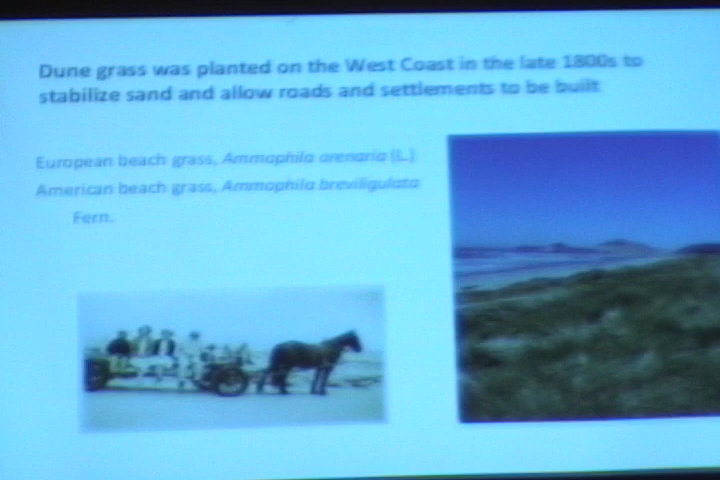 Dune grass was planted on the West Coast in the late 1800s to
stabilize sand and allow roads and settlements to be built
European beach grass, Ammophila arenaria (L.)
American beach grass, Ammophila breviligulata
Fern.